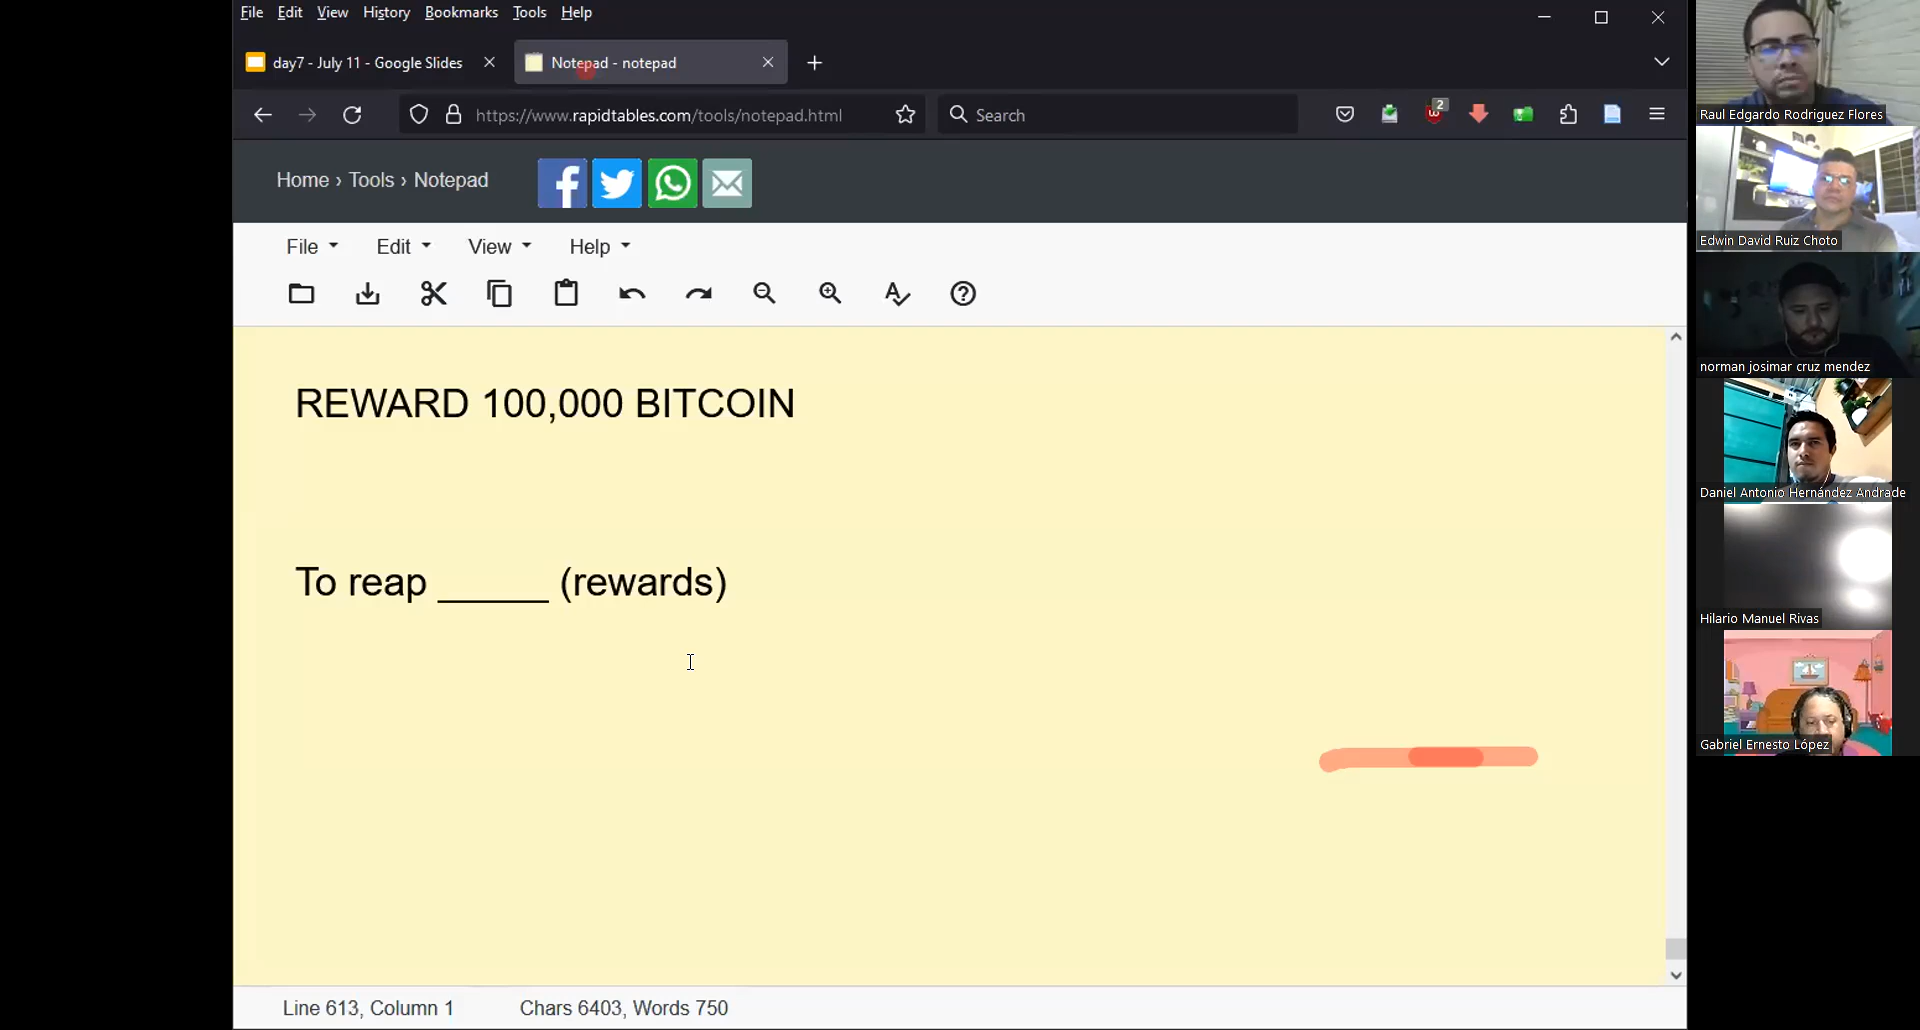 File Edit View History Bookmarks Tools Help
day7 - July 11 - Google Slides
Notepad - notepad
https://www.rapidtables.com/tools/notepad.html
Search
2
Home › Tools › Notepad
File Edit View Help
REWARD 100,000 BITCOIN
To reap _____ (rewards)
Line 613, Column 1 Chars 6403, Words 750
Raul Edgardo Rodriguez Flores
Edwin David Ruiz Choto
norman josimar cruz mendez
Daniel Antonio Hernández Andrade
Hilario Manuel Rivas
Gabriel Ernesto López